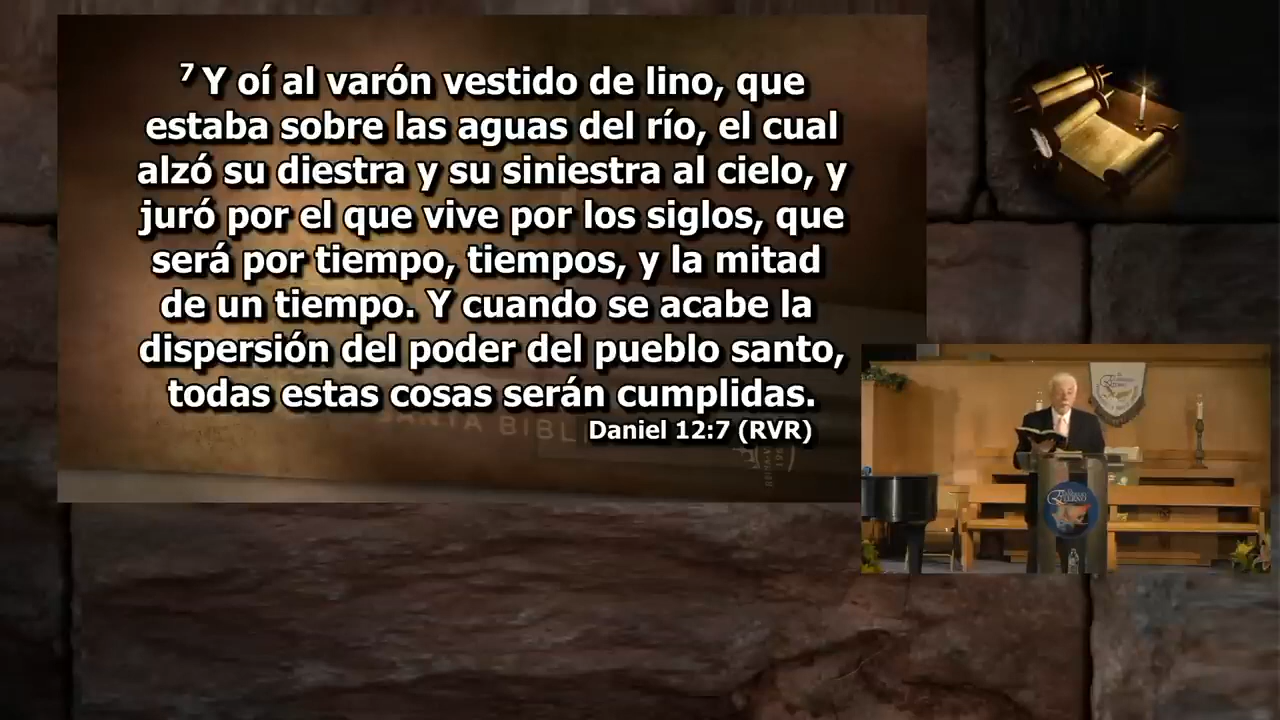 ⁷ Y oí al varón vestido de lino, que
estaba sobre las aguas del río, el cual
alzó su diestra y su siniestra al cielo, y
juró por el que vive por los siglos, que
será por tiempo, tiempos, y la mitad
de un tiempo. Y cuando se acabe la
dispersión del poder del pueblo santo,
todas estas cosas serán cumplidas.
Daniel 12:7 (RVR)